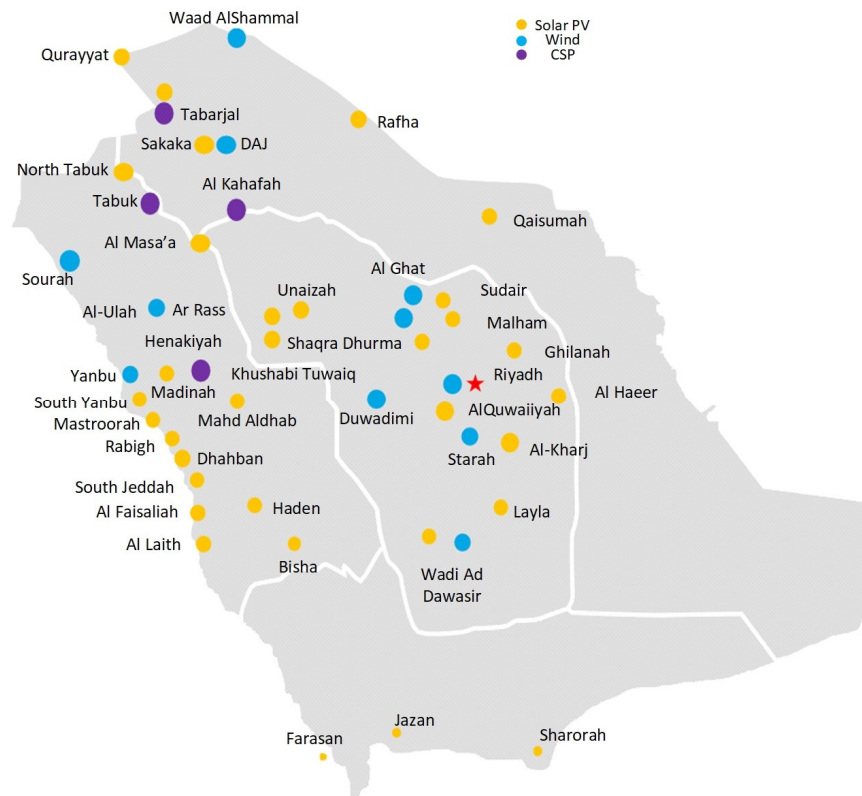 Waad AlShammal
Solar PV
Wind
CSP
Qurayyat
Tabarjal
Rafha
Sakaka
DAJ
North Tabuk
Al Kahafah
Tabuk
Qaisumah
Al Masa’a
Al Ghat
Sourah
Unaizah
Sudair
Al-Ulah
Ar Rass
Malham
Henakiyah
Shaqra Dhurma
Ghilanah
Yanbu
Khushabi Tuwaiq
Riyadh
Madinah
Al Haeer
South Yanbu
Mahd Aldhab
Duwadimi
AlQuwaiiyah
Mastroorah
Rabigh
Starah
Al-Kharj
Dhahban
South Jeddah
Haden
Layla
Al Faisaliah
Al Laith
Bisha
Wadi Ad
Dawasir
Jazan
Farasan
Sharorah